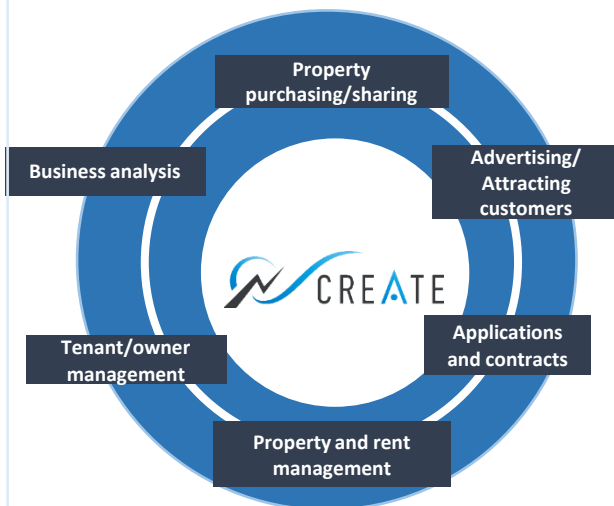 Property
purchasing/sharing
Advertising/
Attracting
customers
Business analysis
CREATE
Applications
and contracts
Tenant/owner
management
Property and rent
management